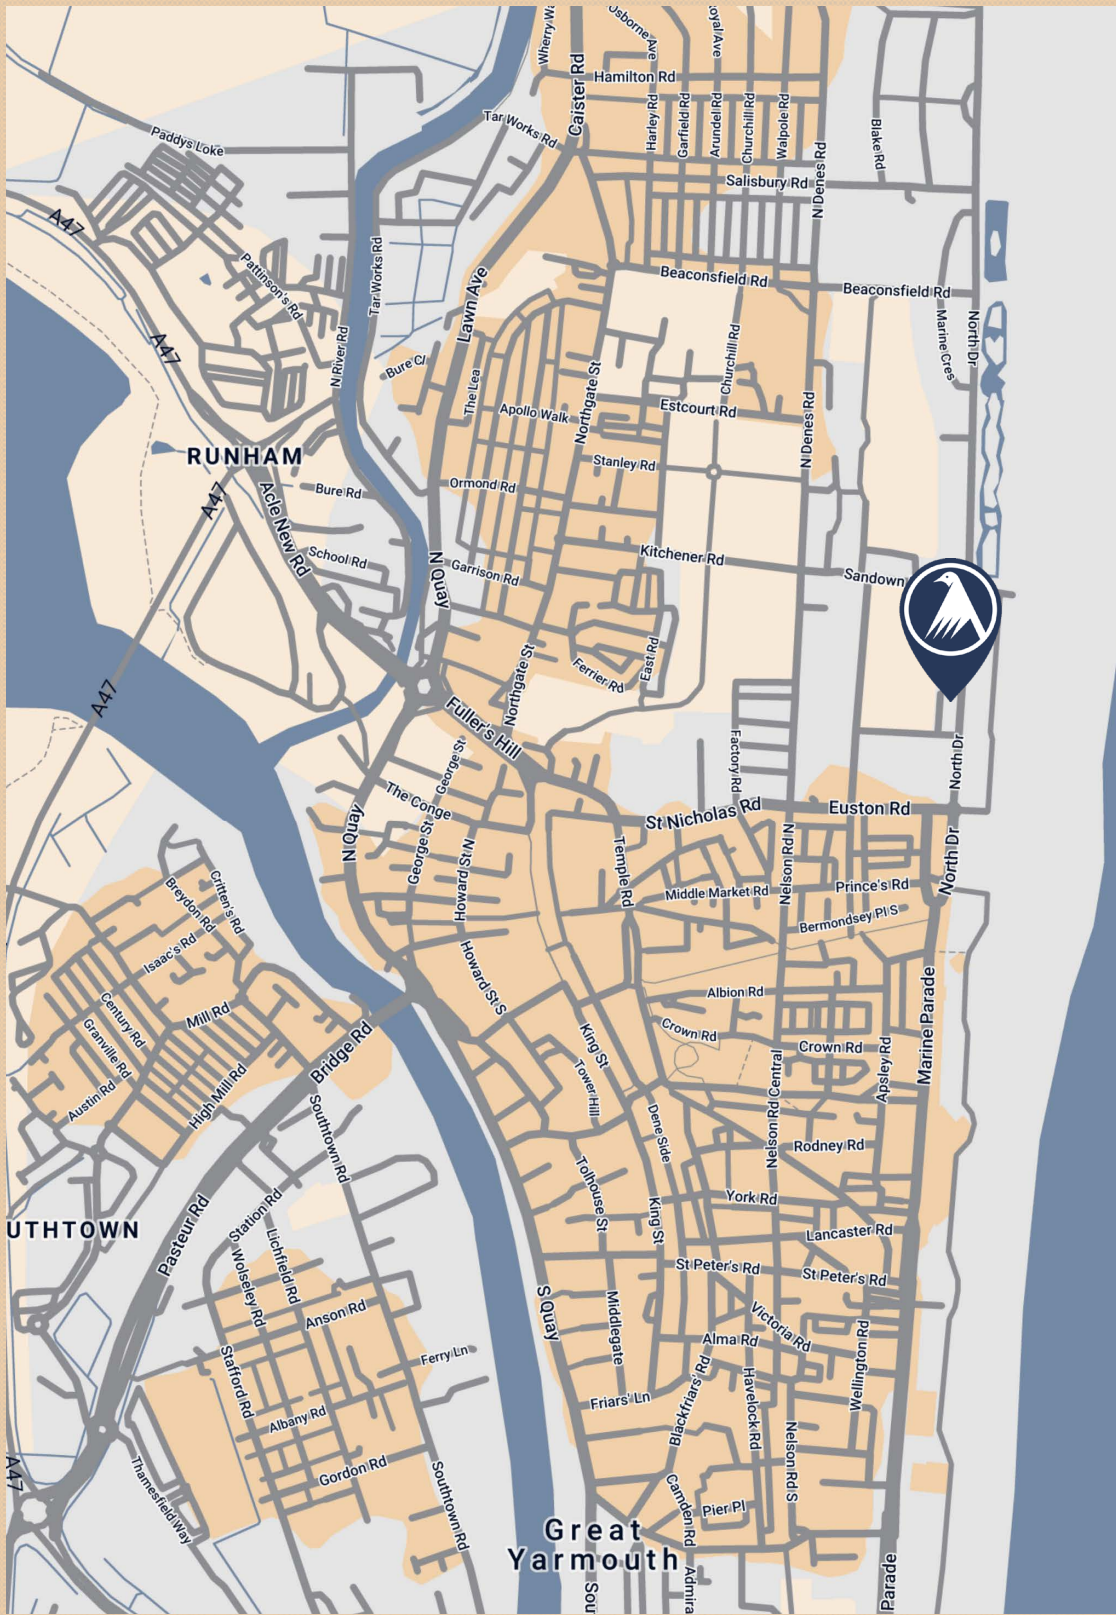 Wherry
Osborne Ave
Royal Ave
Hamilton Rd
Caister Rd
Harley Rd
Garfield Rd
Arundel Rd
Churchill Rd
Walpole Rd
Blake Rd
Tar Works Rd
Paddys Loke
Salisbury Rd
N Denes Rd
A47
Pattinson's Rd
Tar Works Rd
Lawn Ave
Beaconsfield Rd
Beaconsfield Rd
Marine Cres
North Dr
A47
N River Rd
Bure Cl
The Lea
Apollo Walk
Northgate St
Churchill Rd
Estcourt Rd
N Denes Rd
RUNHAM
Stanley Rd
A47
Acle New Rd
Bure Rd
Ormond Rd
School Rd
N Quay
Garrison Rd
Kitchener Rd
Sandown
A47
Northgate St
Ferrier Rd
East Rd
Fuller's Hill
George St
The Conge
Factory Rd
North Dr
N Quay
George St
Howard St N
Temple Rd
St Nicholas Rd
Euston Rd
Nelson Rd N
North Dr
Middle Market Rd
Prince's Rd
Bermondsey Pl S
Breydon Rd
Critten's Rd
Isaac's Rd
Century Rd
Granville Rd
Mill Rd
Austin Rd
High Mill Rd
Bridge Rd
Howard St S
King St
Tower Hill
Albion Rd
Crown Rd
Crown Rd
Marine Parade
Apsley Rd
Nelson Rd Central
Dene Side
Rodney Rd
Southtown Rd
UTHTOWN
Pasteur Rd
Station Rd
Lichfield Rd
Wolseley Rd
Tolhouse St
King St
York Rd
Lancaster Rd
St Peter's Rd
St Peter's Rd
S Quay
Middlegate
Victoria Rd
Alma Rd
Wellington Rd
Anson Rd
Stafford Rd
Ferry Ln
Albany Rd
Gordon Rd
Friars' Ln
Blackfriars' Rd
Havelock Rd
Nelson Rd S
A47
Thamesfield Way
Southtown Rd
Camden Rd
Pier Pl
Great
Yarmouth
Sou
Admira
Parade